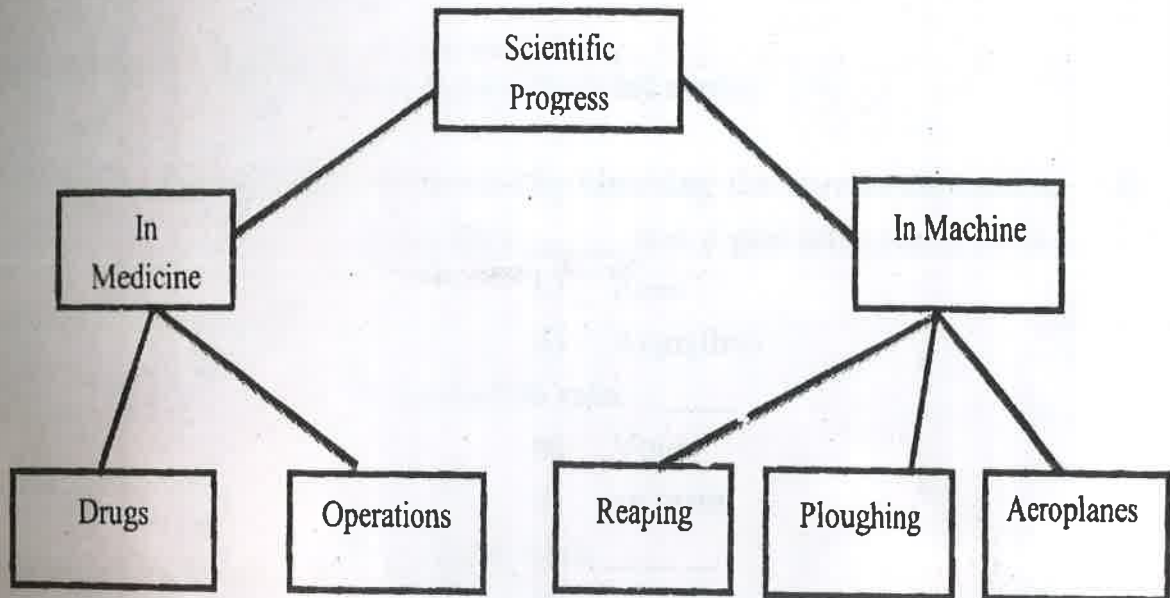 Scientific
Progress
In
Medicine
In Machine
Drugs
Operations
Reaping
Ploughing
Aeroplanes